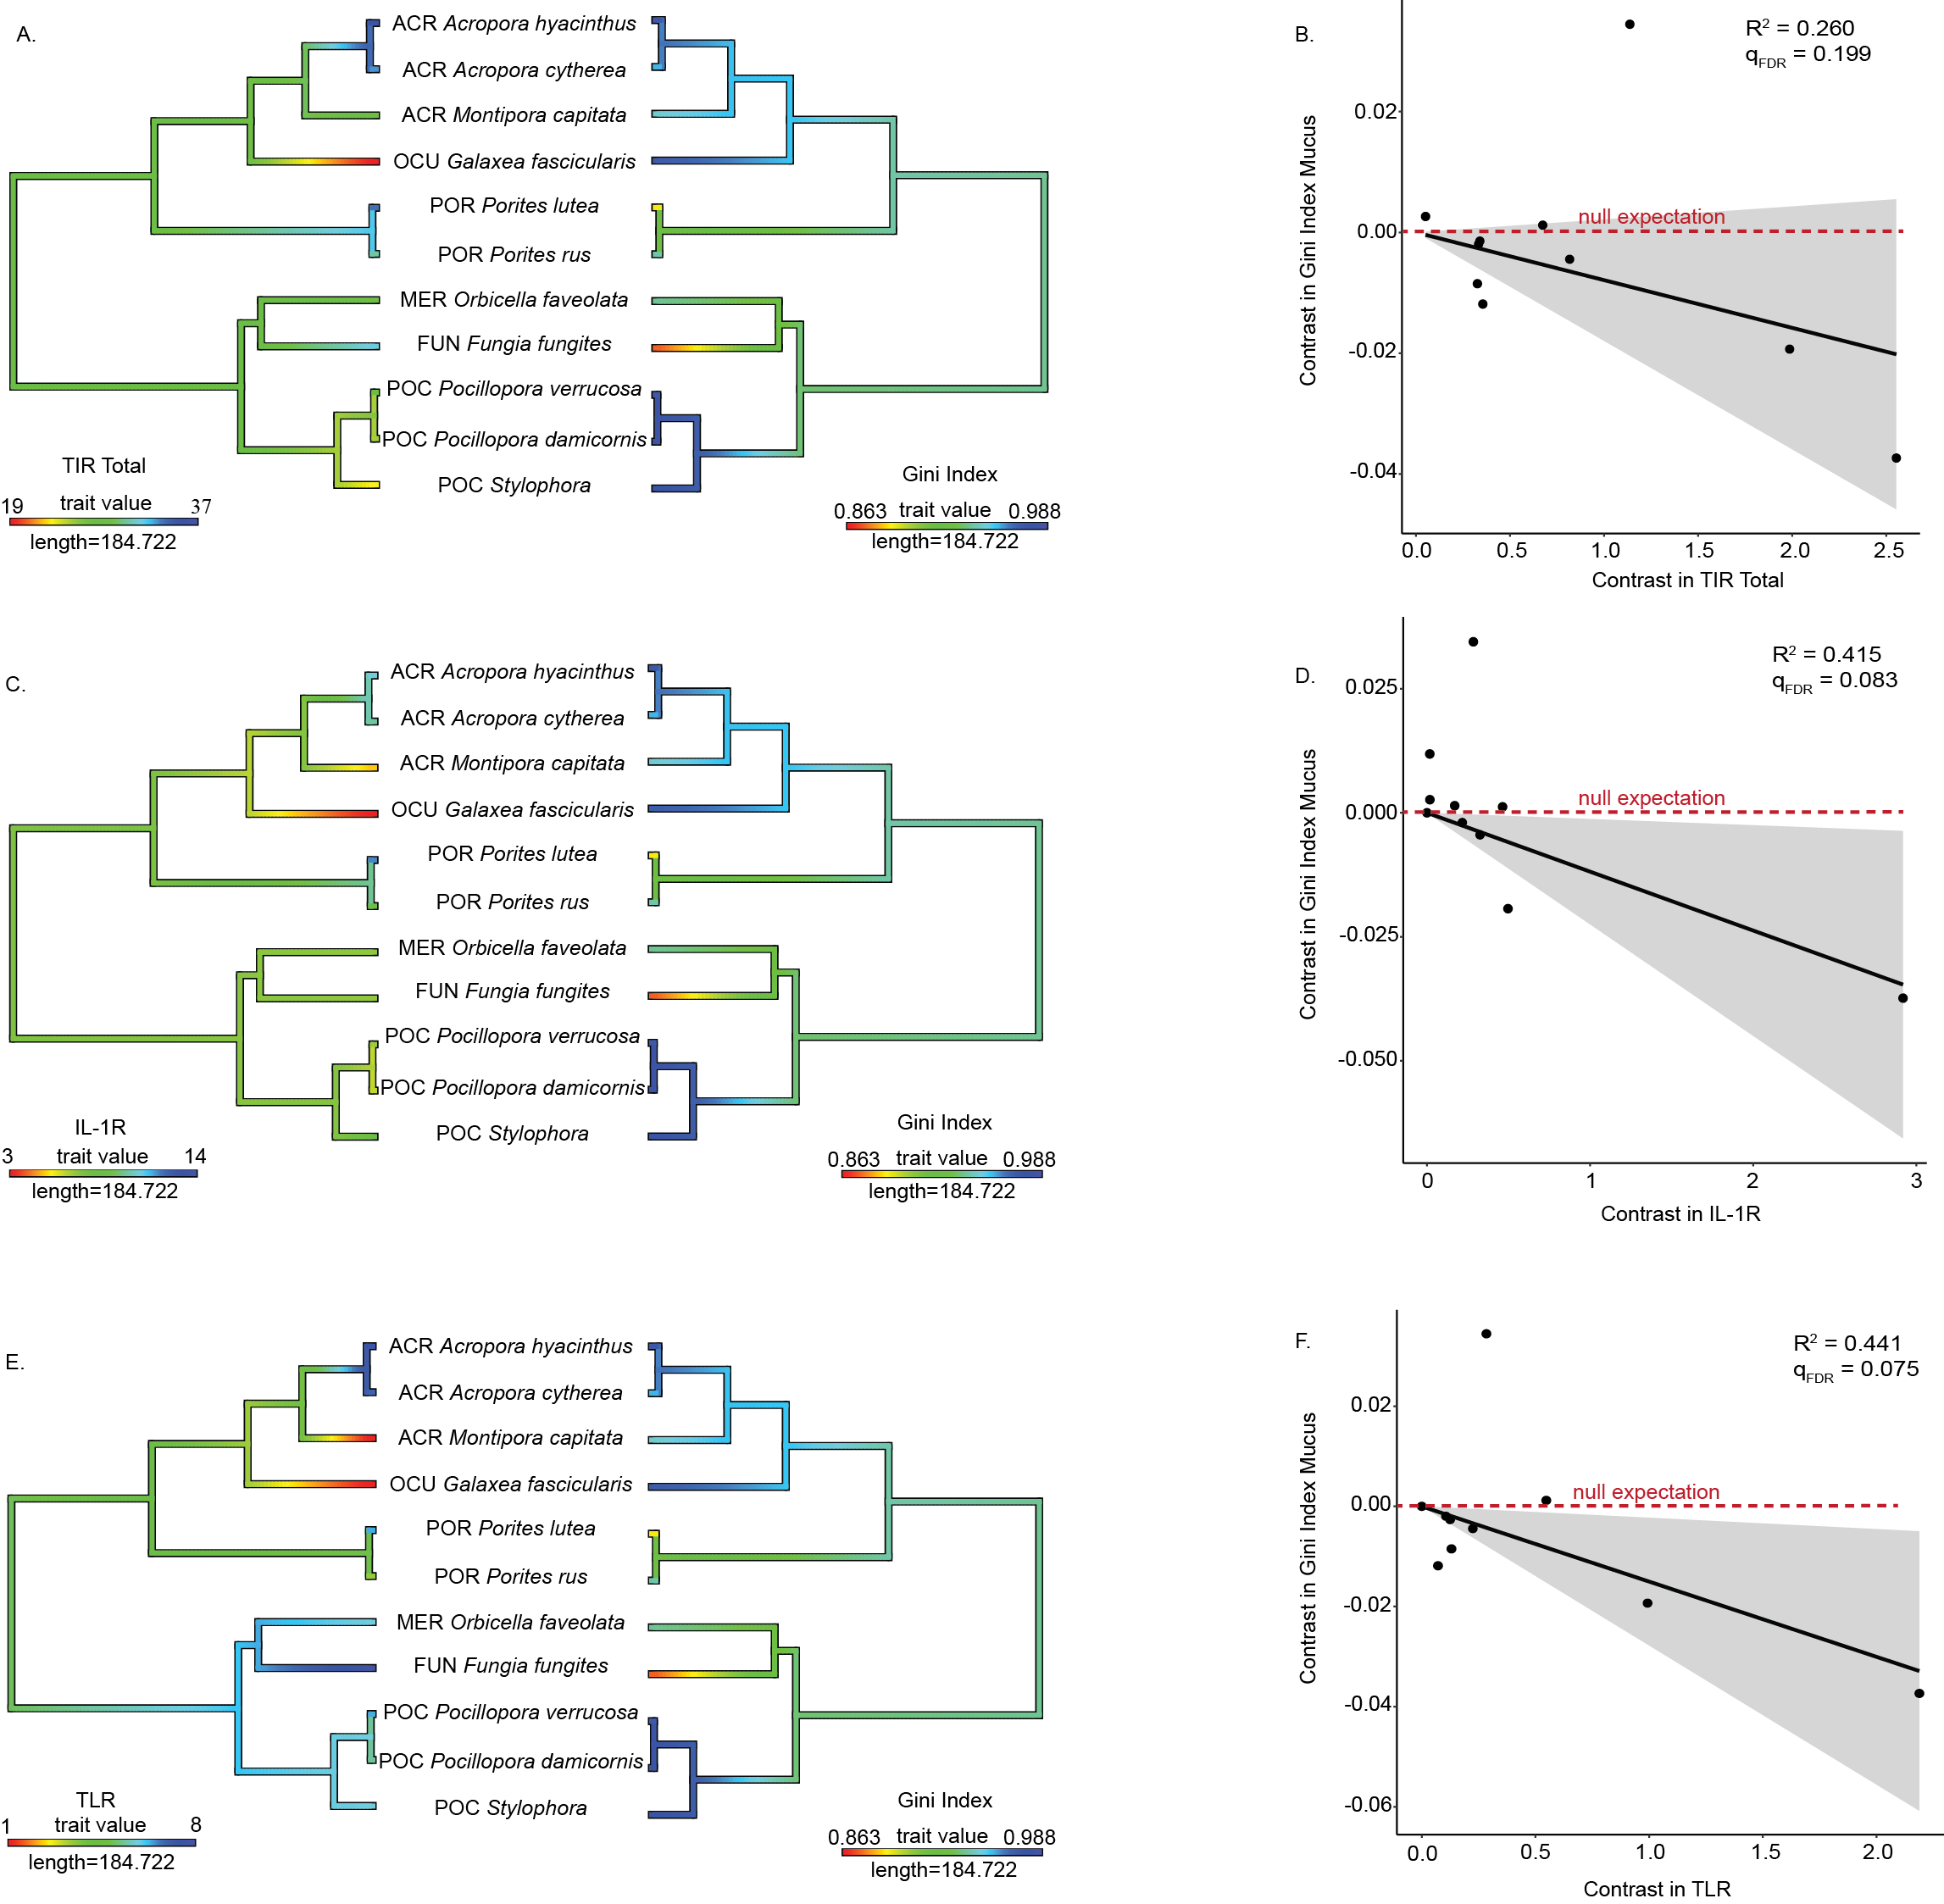 A.
ACR Acropora hyacinthus
ACR Acropora cytherea
ACR Montipora capitata
OCU Galaxea fascicularis
POR Porites lutea
POR Porites rus
MER Orbicella faveolata
FUN Fungia fungites
POC Pocillopora verrucosa
POC Pocillopora damicornis
POC Stylophora
TIR Total
19 trait value 37
length=184.722
Gini Index
0.863 trait value 0.988
length=184.722
B.
R² = 0.260
qFDR = 0.199
Contrast in Gini Index Mucus
0.02
0.00
-0.02
-0.04
null expectation
0.0 0.5 1.0 1.5 2.0 2.5
Contrast in TIR Total
C.
ACR Acropora hyacinthus
ACR Acropora cytherea
ACR Montipora capitata
OCU Galaxea fascicularis
POR Porites lutea
POR Porites rus
MER Orbicella faveolata
FUN Fungia fungites
POC Pocillopora verrucosa
POC Pocillopora damicornis
POC Stylophora
IL-1R
3 trait value 14
length=184.722
Gini Index
0.863 trait value 0.988
length=184.722
D.
R² = 0.415
qFDR = 0.083
Contrast in Gini Index Mucus
0.025
0.000
-0.025
-0.050
null expectation
0 1 2 3
Contrast in IL-1R
E.
ACR Acropora hyacinthus
ACR Acropora cytherea
ACR Montipora capitata
OCU Galaxea fascicularis
POR Porites lutea
POR Porites rus
MER Orbicella faveolata
FUN Fungia fungites
POC Pocillopora verrucosa
POC Pocillopora damicornis
POC Stylophora
TLR
1 trait value 8
length=184.722
Gini Index
0.863 trait value 0.988
length=184.722
F.
R² = 0.441
qFDR = 0.075
Contrast in Gini Index Mucus
0.02
0.00
-0.02
-0.04
-0.06
null expectation
0.0 0.5 1.0 1.5 2.0
Contrast in TLR